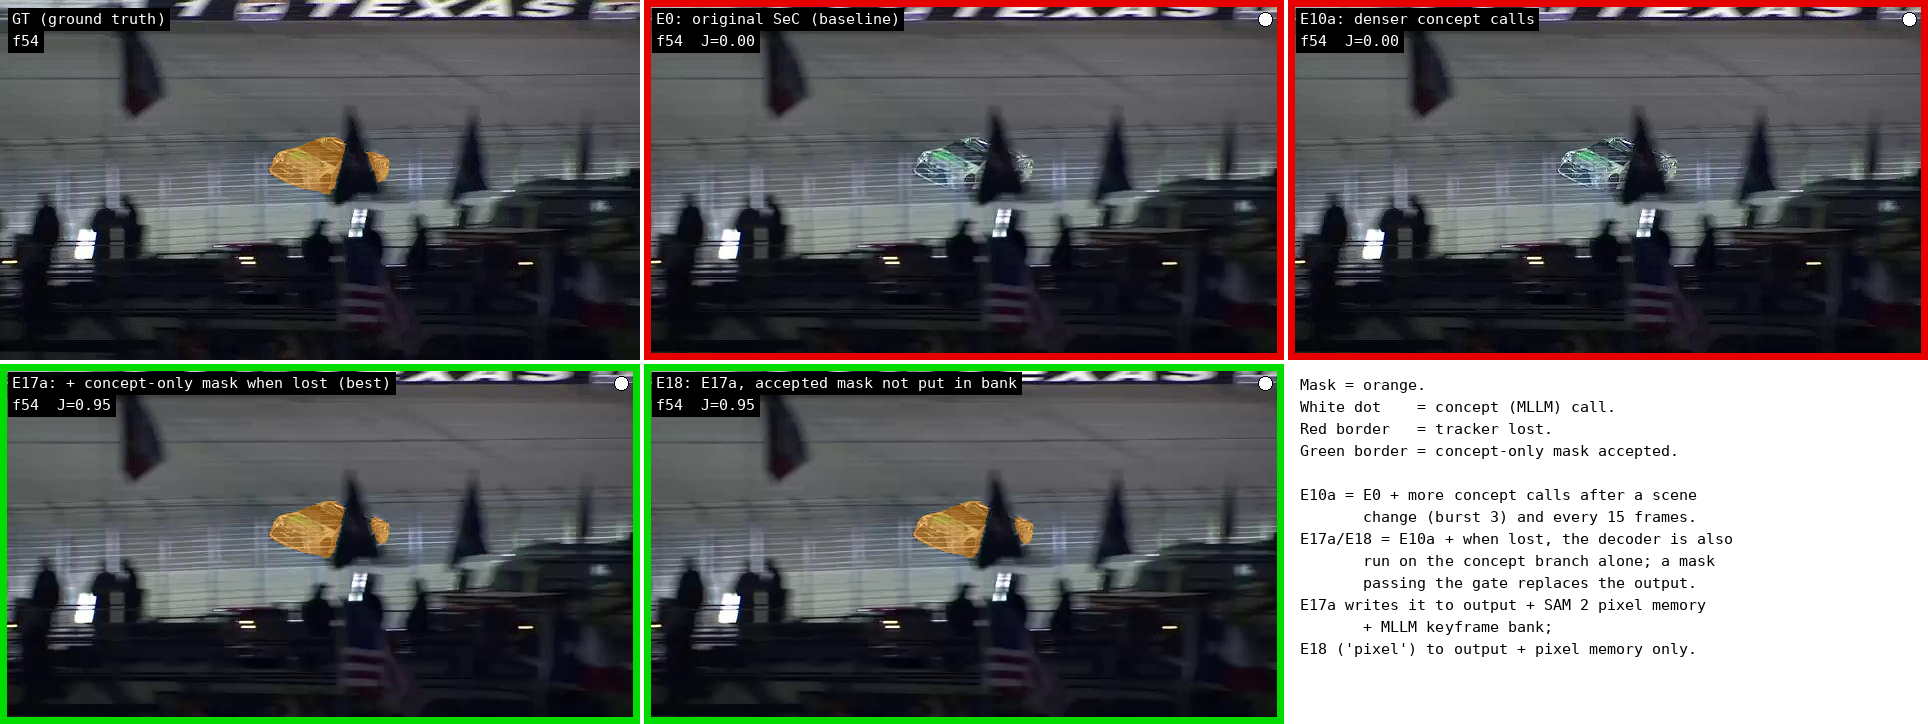 TEXAS
GT (ground truth)
f54
TEXAS
E0: original SeC (baseline)
f54 J=0.00
TEXAS
E10a: denser concept calls
f54 J=0.00
E17a: + concept-only mask when lost (best)
f54 J=0.95
E18: E17a, accepted mask not put in bank
f54 J=0.95
Mask = orange.
White dot = concept (MLLM) call.
Red border = tracker lost.
Green border = concept-only mask accepted.
E10a = E0 + more concept calls after a scene
change (burst 3) and every 15 frames.
E17a/E18 = E10a + when lost, the decoder is also
run on the concept branch alone; a mask
passing the gate replaces the output.
E17a writes it to output + SAM 2 pixel memory
+ MLLM keyframe bank;
E18 ('pixel') to output + pixel memory only.